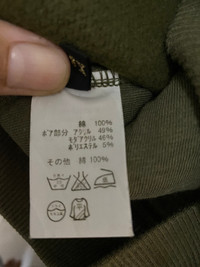 綿 100%
ボア部分 アクリル 49%
モダアクリル 46%
ポリエステル 5%
その他 綿 100%